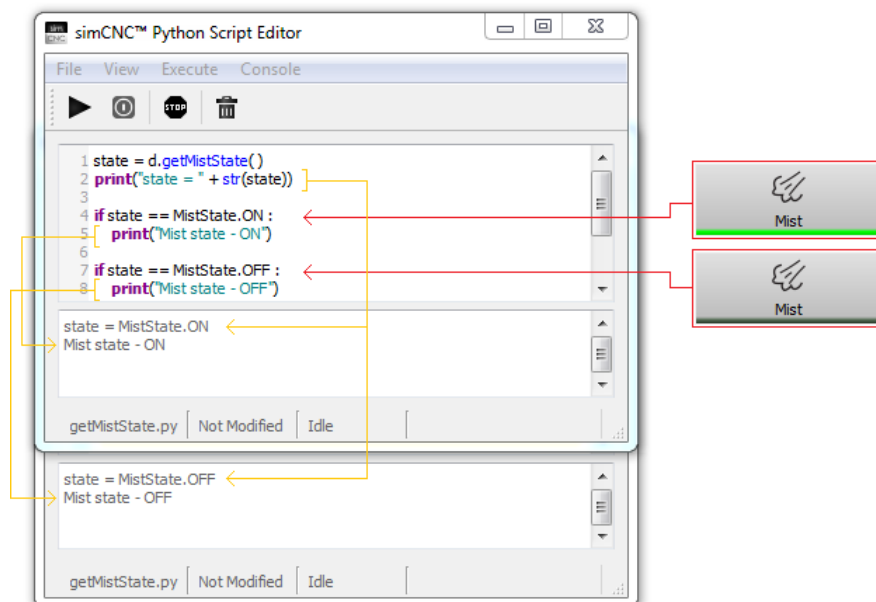 sim CNC simCNC™ Python Script Editor
File View Execute Console
STOP
1 state = d.getMistState()
2 print("state = " + str(state))
3
4 if state == MistState.ON :
5 print("Mist state - ON")
6
7 if state == MistState.OFF :
8 print("Mist state - OFF")
Mist
Mist
state = MistState.ON
Mist state - ON
getMistState.py Not Modified Idle
state = MistState.OFF
Mist state - OFF
getMistState.py Not Modified Idle